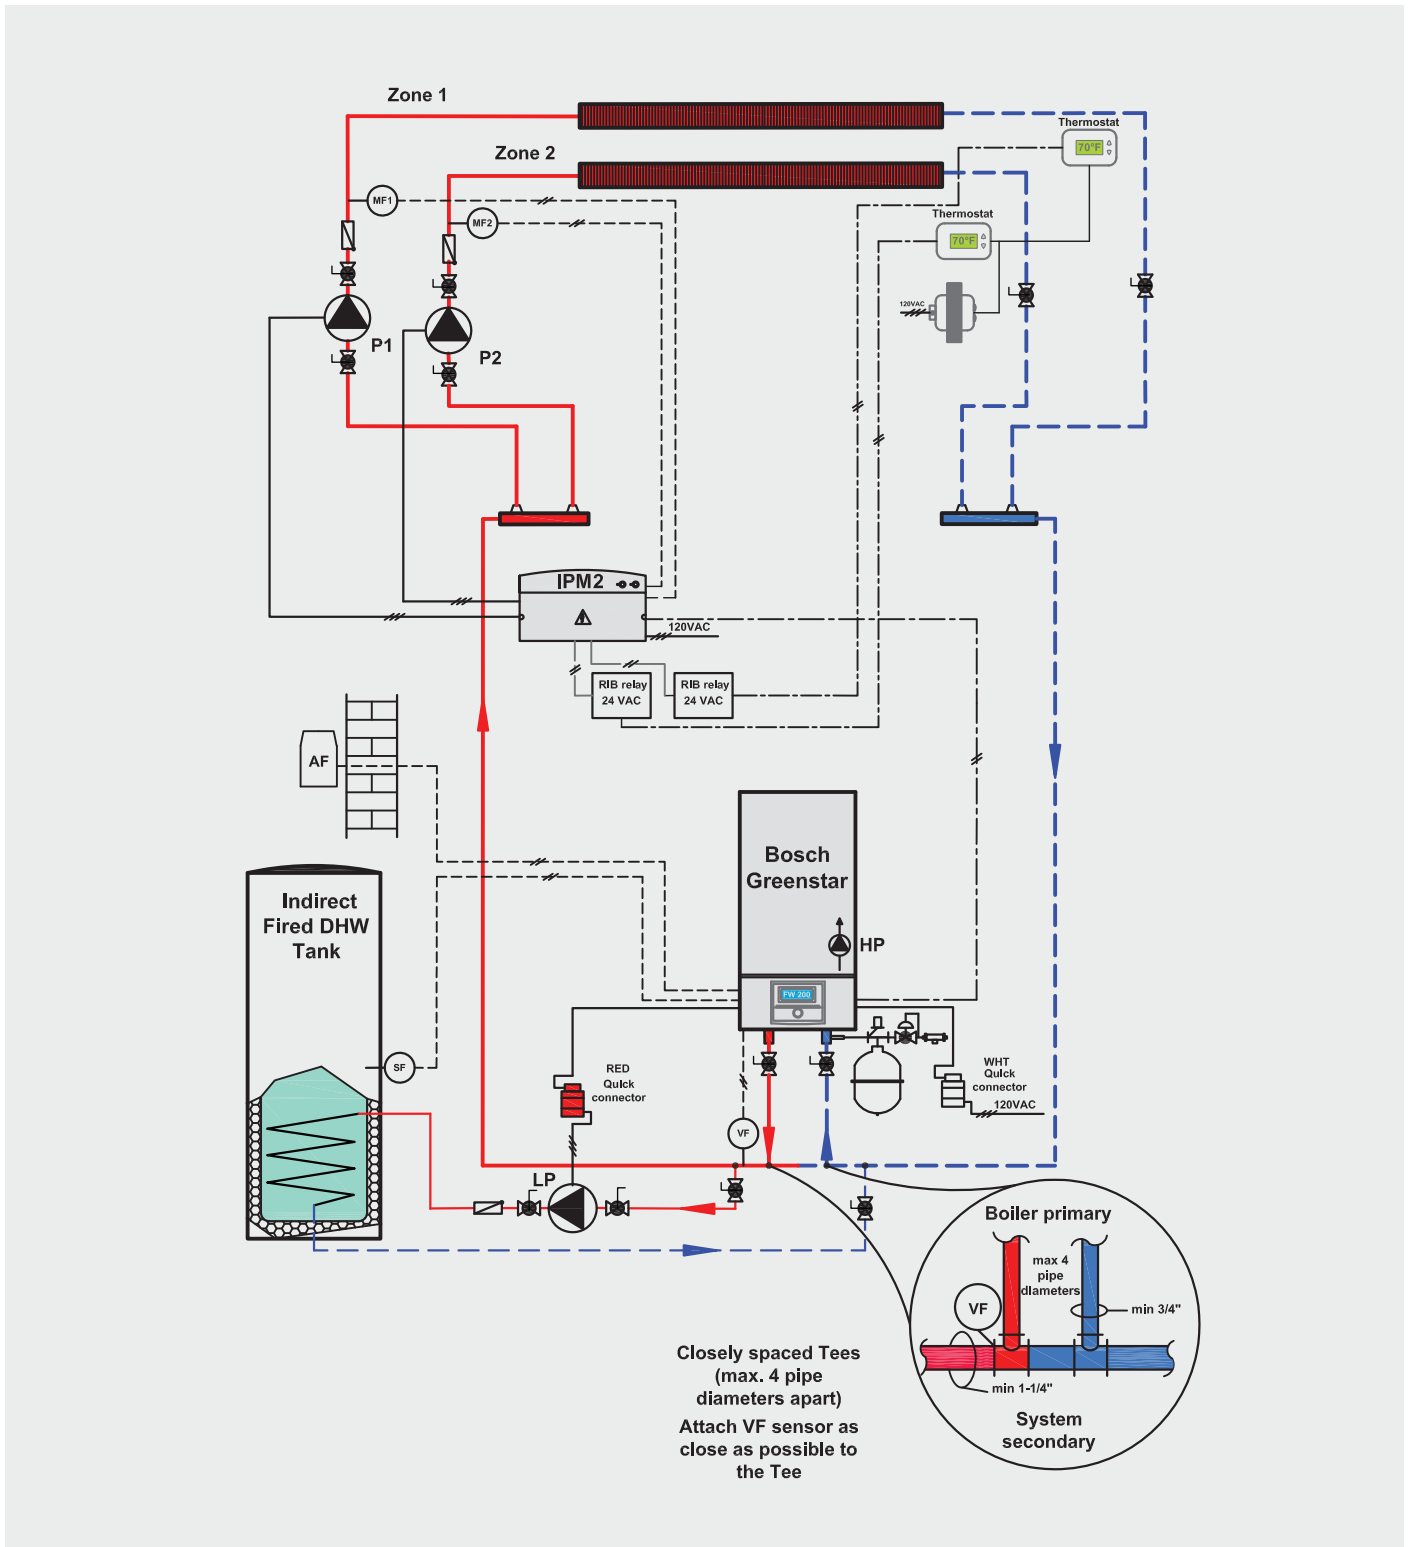 Zone 1
Thermostat
70°F
Zone 2
MF1
MF2
Thermostat
70°F
120VAC
P1
P2
IPM2
120VAC
RIB relay
24 VAC
RIB relay
24 VAC
AF
Bosch
Greenstar
Indirect
Fired DHW
Tank
HP
FW 200
SF
RED
Quick
connector
WHT
Quick
connector
120VAC
VF
LP
Boiler primary
max 4
pipe
diameters
VF
min 3/4"
min 1-1/4"
System
secondary
Closely spaced Tees
(max. 4 pipe
diameters apart)
Attach VF sensor as
close as possible to
the Tee